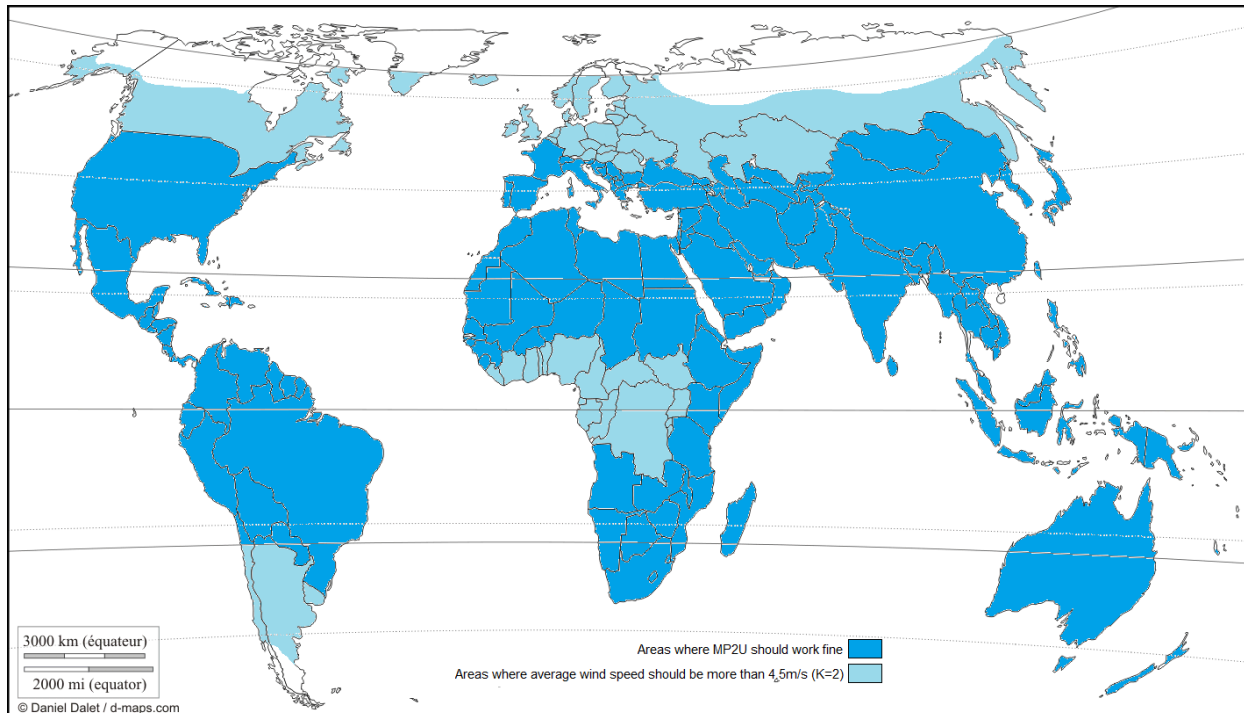 3000 km (équateur)
2000 mi (equator)
© Daniel Dalet / d-maps.com
Areas where MP2U should work fine
Areas where average wind speed should be more than 4,5m/s (K=2)